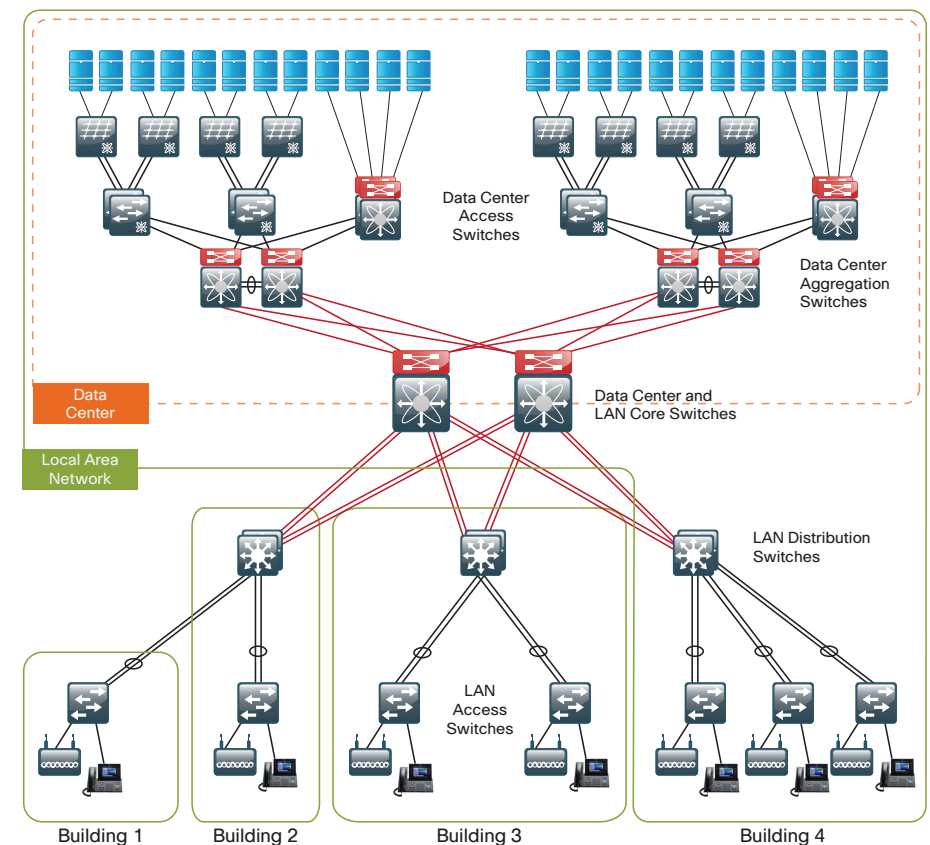 Data Center
Access
Switches
Data Center
Aggregation
Switches
Data
Center
Data Center and
LAN Core Switches
Local Area
Network
LAN Distribution
Switches
LAN
Access
Switches
Building 1
Building 2
Building 3
Building 4